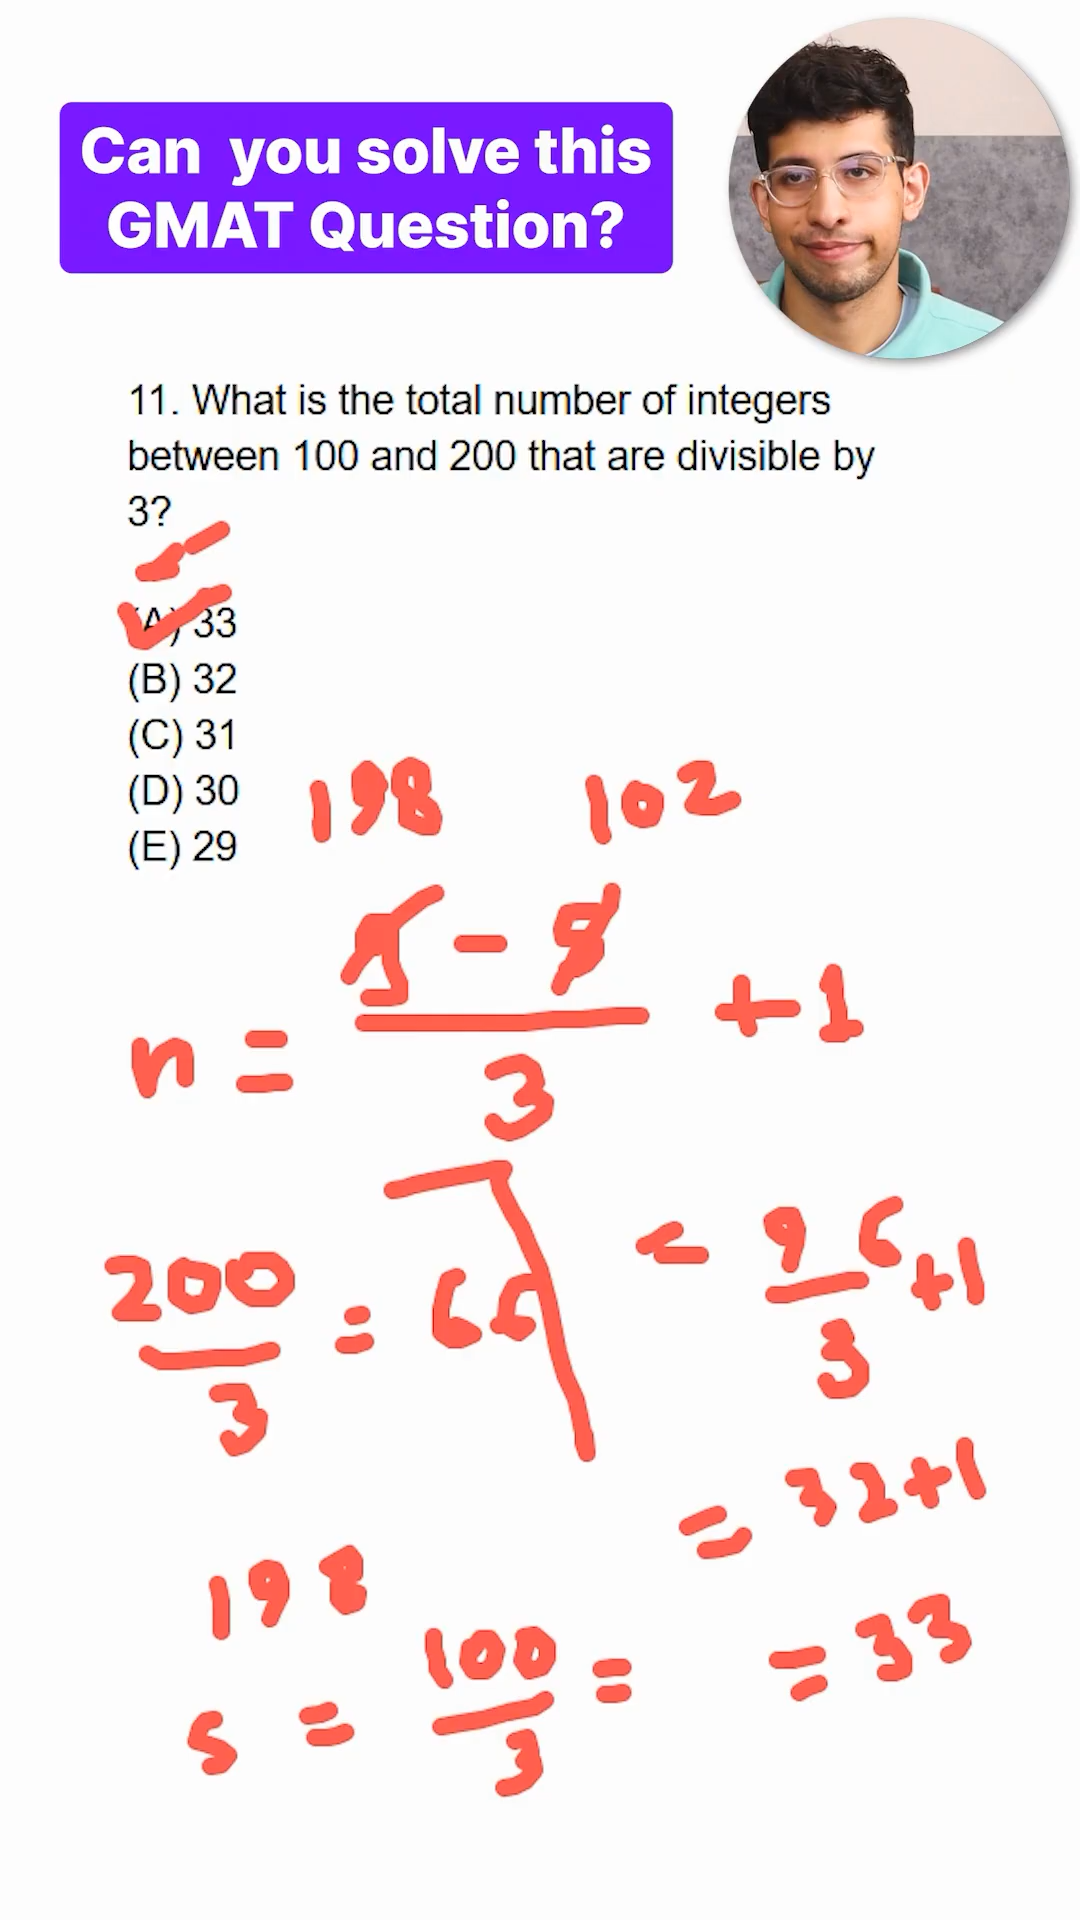 Can you solve this
GMAT Question?
11. What is the total number of integers
between 100 and 200 that are divisible by
3?
(A) 33
(B) 32
(C) 31
(D) 30
(E) 29
198 102
- 
n = + 1
3
200
= 66
3
96
+1
3
= 32+1
198
= 33
100
s = =
3